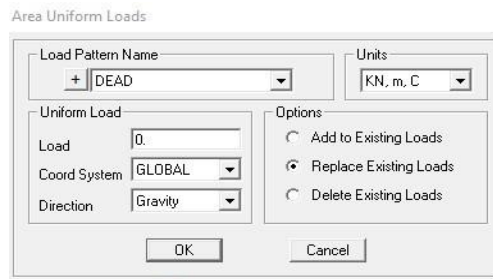 Area Uniform Loads
Load Pattern Name
+ DEAD
Units
KN, m, C
Uniform Load
Load 0.
Coord System GLOBAL
Direction Gravity
Options
Add to Existing Loads
Replace Existing Loads
Delete Existing Loads
OK Cancel